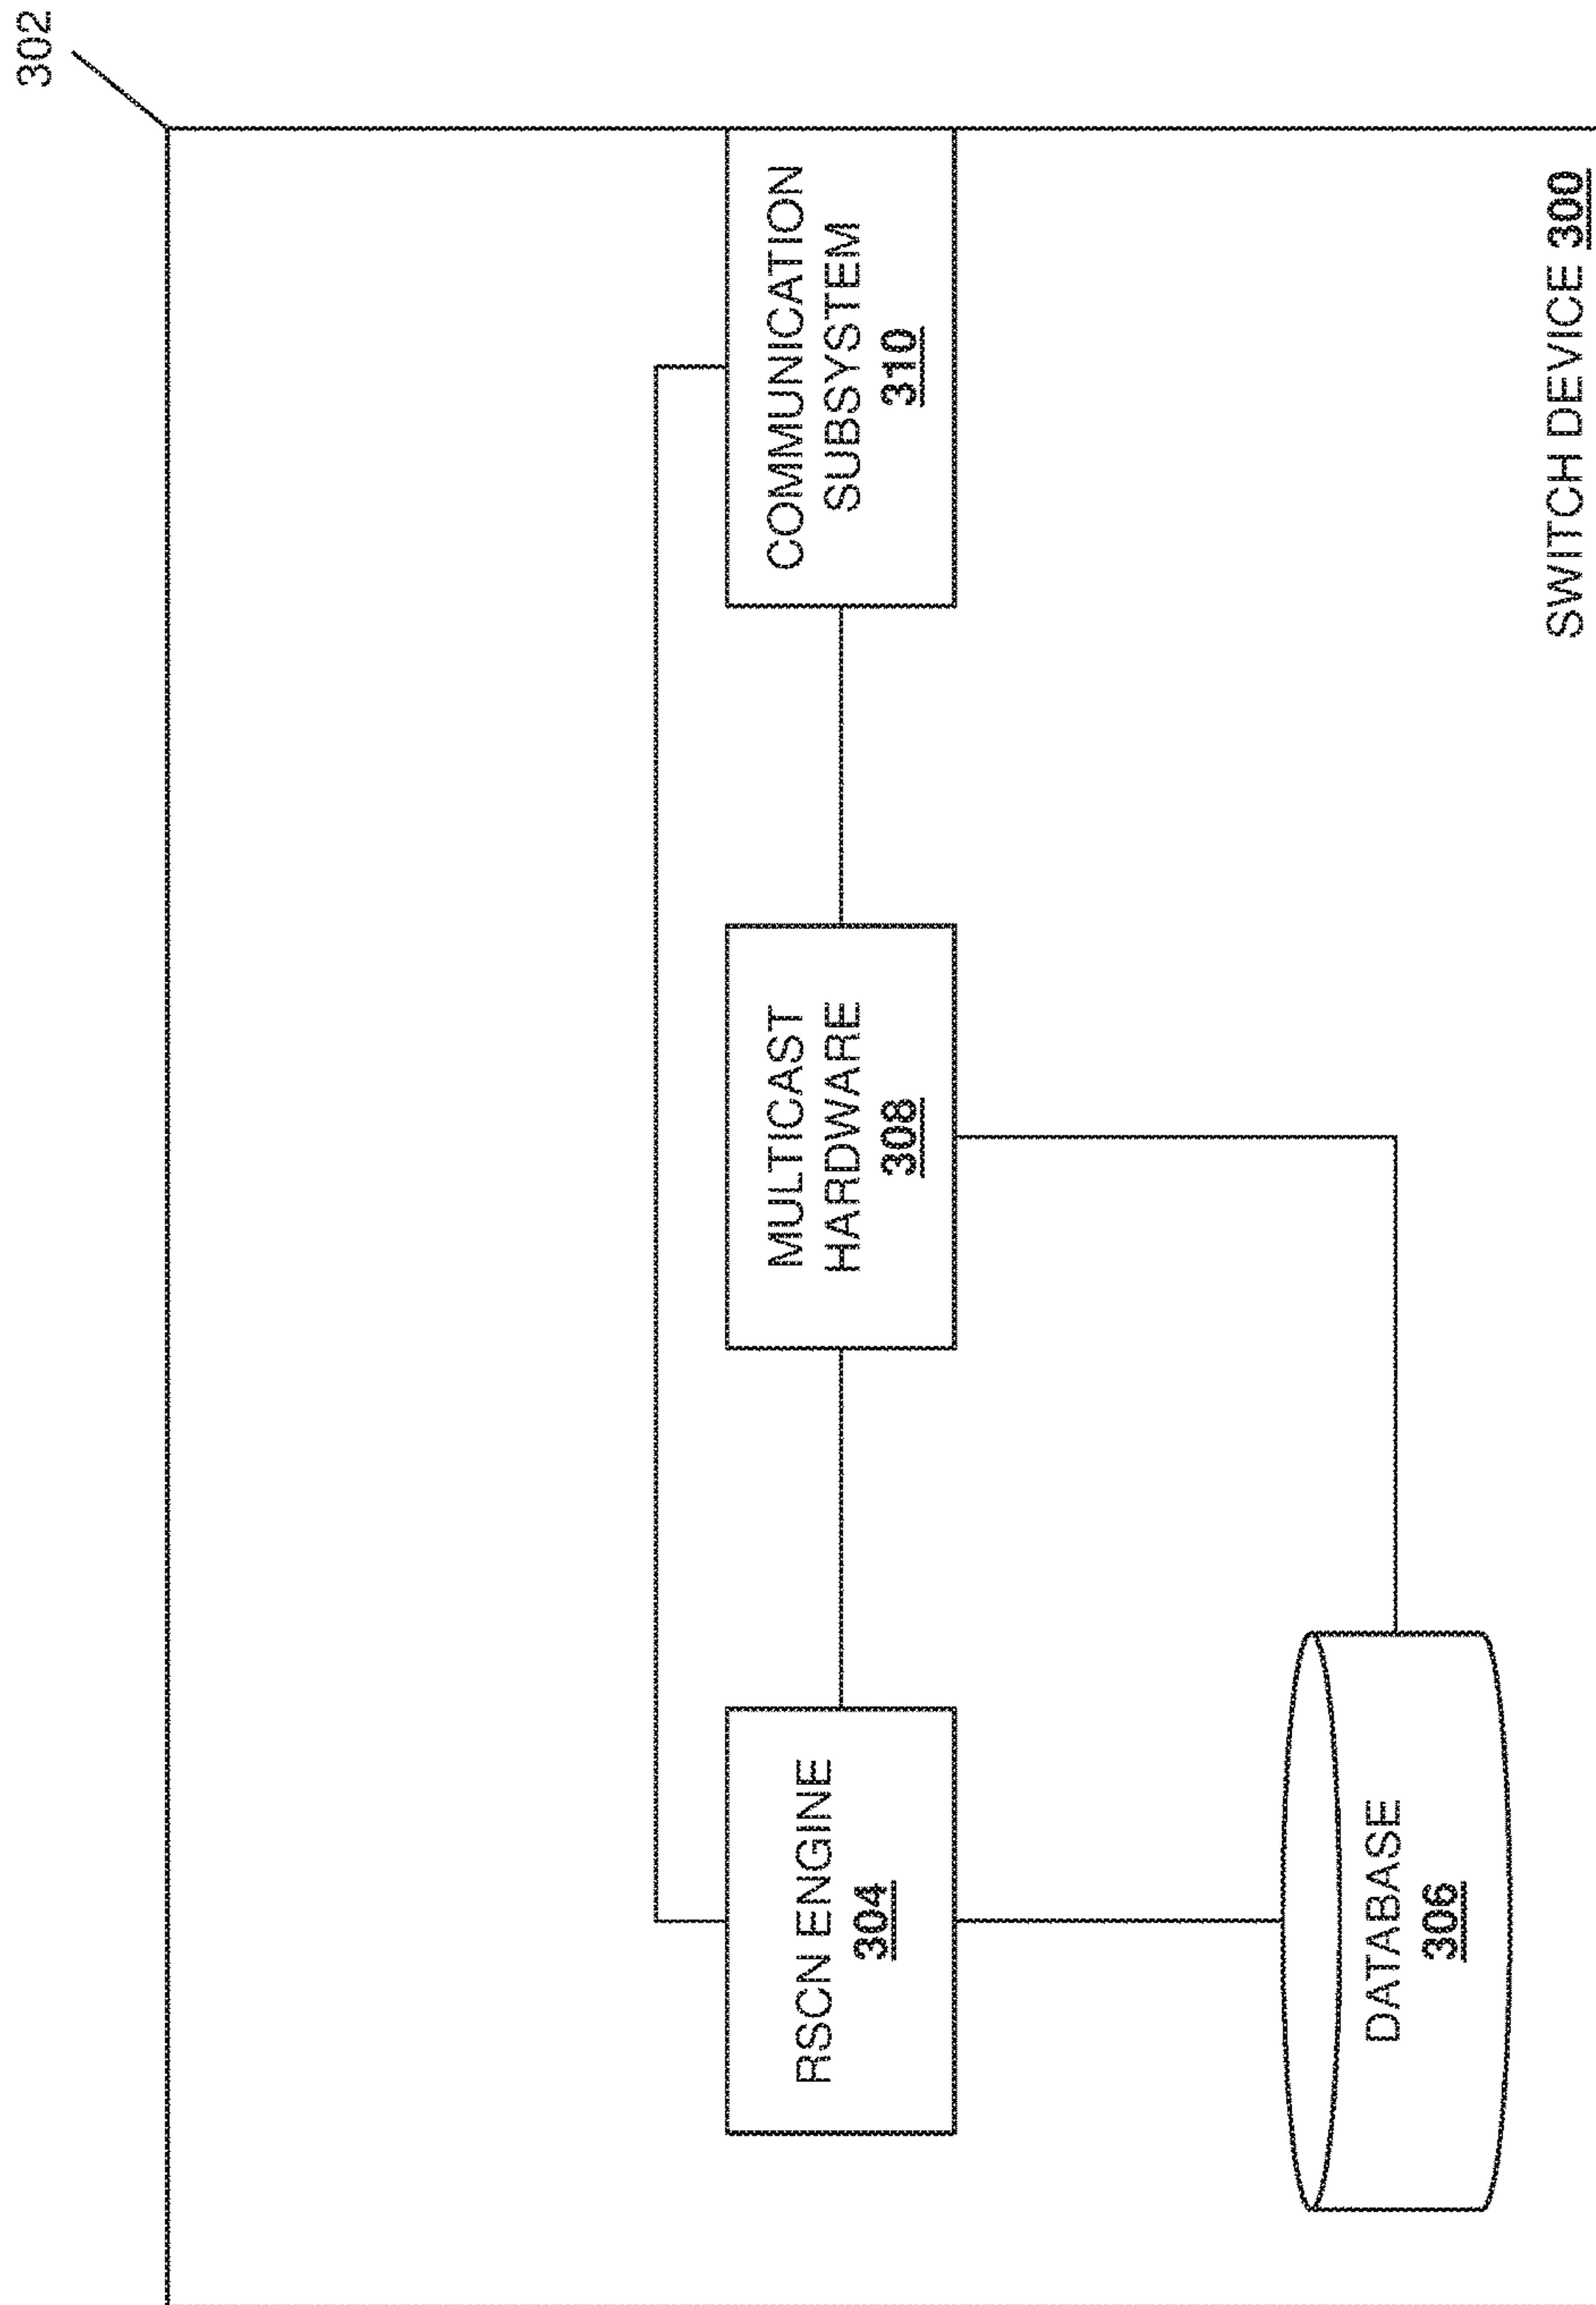 302
RSCN ENGINE
304
MULTICAST
HARDWARE
308
COMMUNICATION
SUBSYSTEM
310
DATABASE
306
SWITCH DEVICE 300